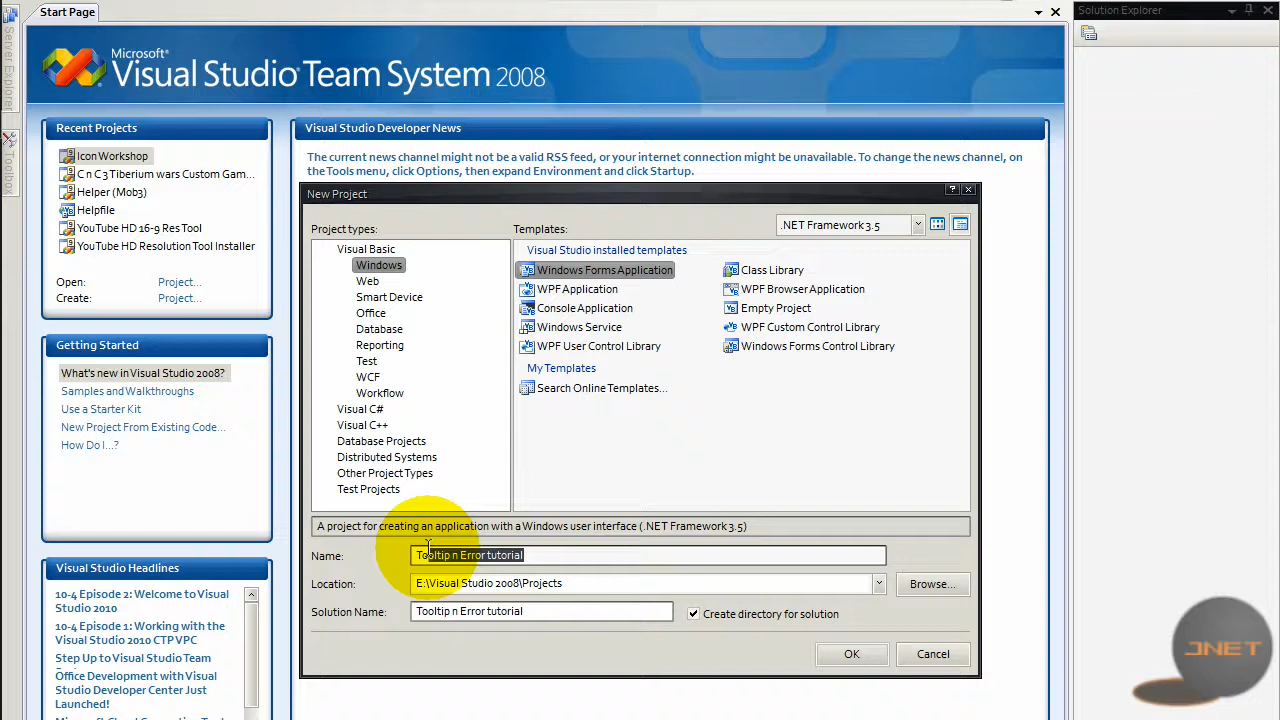 Start Page
Solution Explorer
Server Explorer
Toolbox
Microsoft®
Visual Studio Team System 2008
Recent Projects
Icon Workshop
C n C 3 Tiberium wars Custom Gam...
Helper (Mob3)
Helpfile
YouTube HD 16-9 Res Tool
YouTube HD Resolution Tool Installer
Open: Project...
Create: Project...
Getting Started
What's new in Visual Studio 2008?
Samples and Walkthroughs
Use a Starter Kit
New Project From Existing Code...
How Do I...?
Visual Studio Headlines
10-4 Episode 2: Welcome to Visual
Studio 2010
10-4 Episode 1: Working with the
Visual Studio 2010 CTP VPC
Step Up to Visual Studio Team
Office Development with Visual
Studio Developer Center Just
Launched
Visual Studio Developer News
The current news channel might not be a valid RSS feed, or your internet connection might be unavailable. To change the news channel, on
the Tools menu, click Options, then expand Environment and click Startup.
New Project
Project types:
Templates:
.NET Framework 3.5
Visual Basic
Windows
Web
Smart Device
Office
Database
Reporting
Test
WCF
Workflow
Visual C#
Visual C++
Database Projects
Distributed Systems
Other Project Types
Test Projects
Visual Studio installed templates
Windows Forms Application
WPF Application
Console Application
Windows Service
WPF User Control Library
Class Library
WPF Browser Application
Empty Project
WPF Custom Control Library
Windows Forms Control Library
My Templates
Search Online Templates...
A project for creating an application with a Windows user interface (.NET Framework 3.5)
Name: Tooltip n Error tutorial
Location: E:\Visual Studio 2008\Projects
Browse...
Solution Name: Tooltip n Error tutorial
Create directory for solution
OK
Cancel
JNET